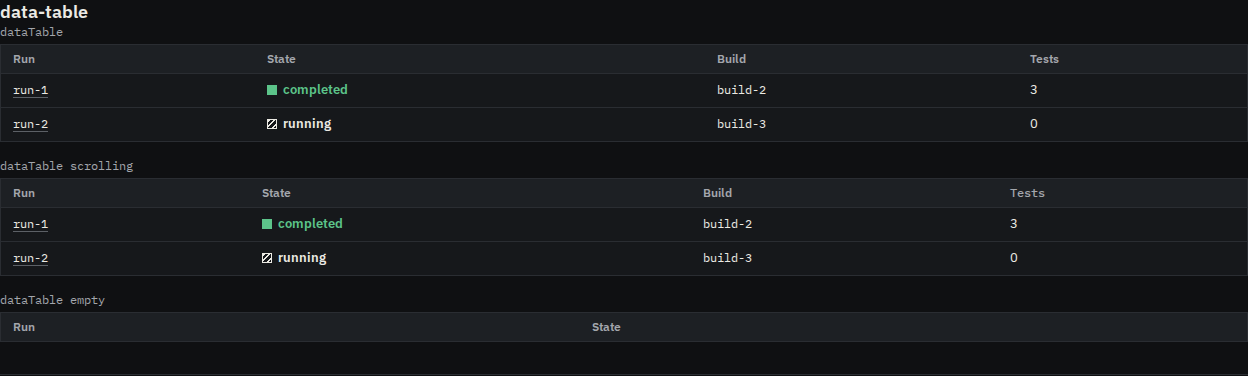 data-table
dataTable
Run State Build Tests
run-1 completed build-2 3
run-2 running build-3 0
dataTable scrolling
Run State Build Tests
run-1 completed build-2 3
run-2 running build-3 0
dataTable empty
Run State